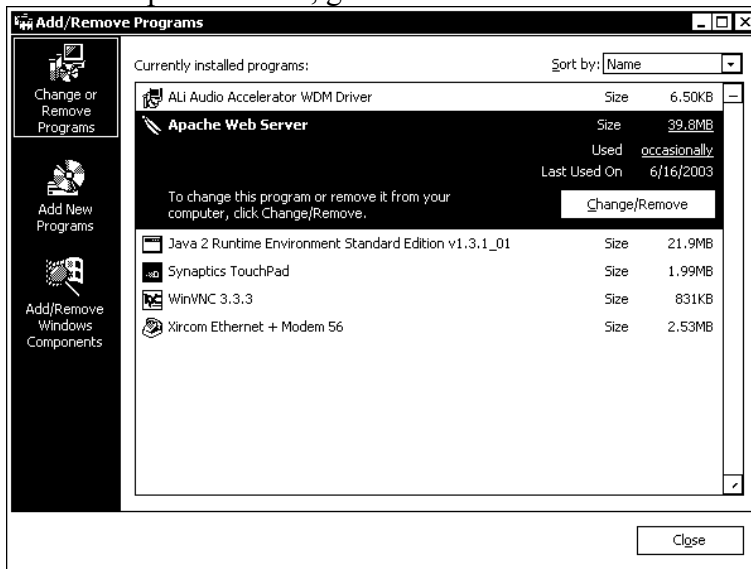 Add/Remove Programs
Change or
Remove
Programs
Add New
Programs
Add/Remove
Windows
Components
Currently installed programs:
Sort by: Name
ALi Audio Accelerator WDM Driver Size 6.50KB
Apache Web Server Size 39.8MB
Used occasionally
Last Used On 6/16/2003
To change this program or remove it from your
computer, click Change/Remove.
Change/Remove
Java 2 Runtime Environment Standard Edition v1.3.1_01 Size 21.9MB
Synaptics TouchPad Size 1.99MB
WinVNC 3.3.3 Size 831KB
Xircom Ethernet + Modem 56 Size 2.53MB
Close